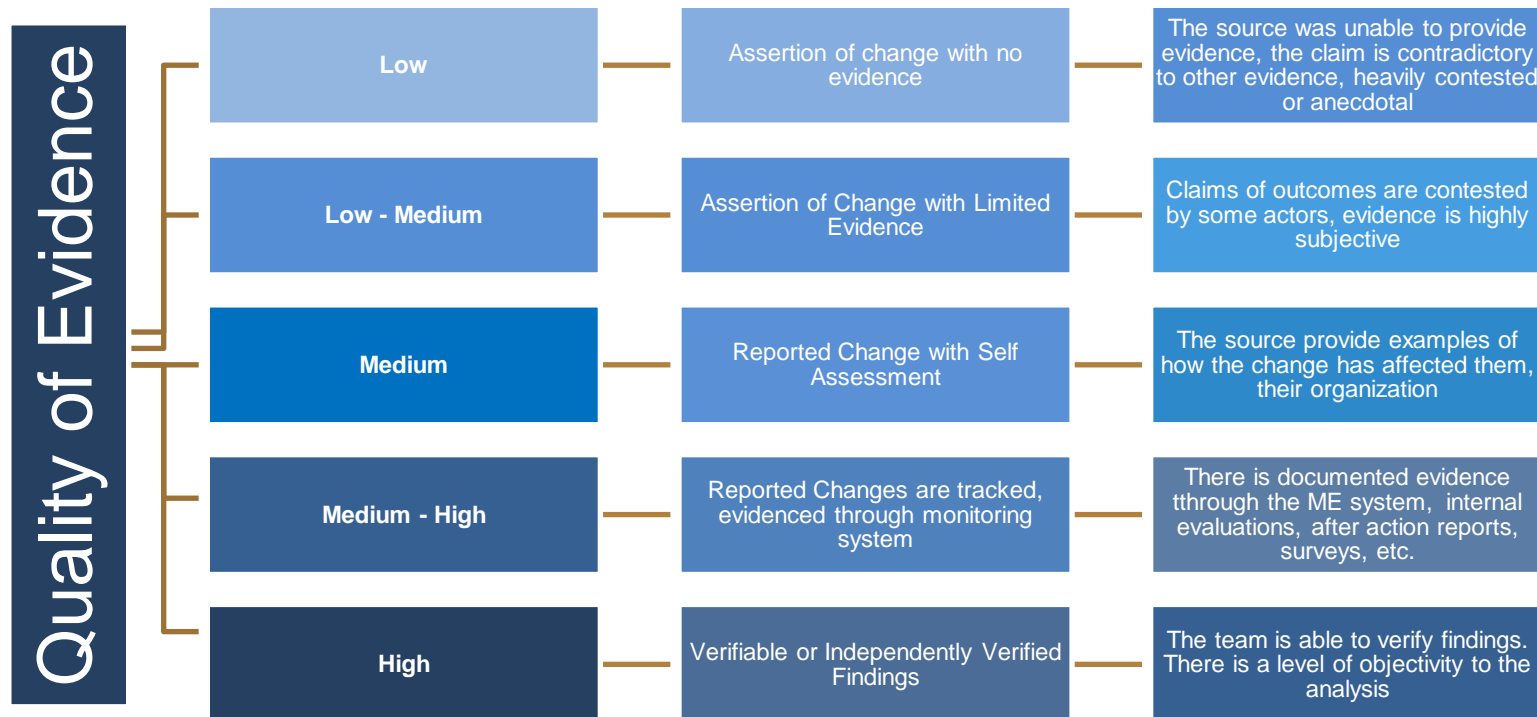 Quality of Evidence
Low
Assertion of change with no
evidence
The source was unable to provide
evidence, the claim is contradictory
to other evidence, heavily contested
or anecdotal
Low - Medium
Assertion of Change with Limited
Evidence
Claims of outcomes are contested
by some actors, evidence is highly
subjective
Medium
Reported Change with Self
Assessment
The source provide examples of
how the change has affected them,
their organization
Medium - High
Reported Changes are tracked,
evidenced through monitoring
system
There is documented evidence
tthrough the ME system, internal
evaluations, after action reports,
surveys, etc.
High
Verifiable or Independently Verified
Findings
The team is able to verify findings.
There is a level of objectivity to the
analysis